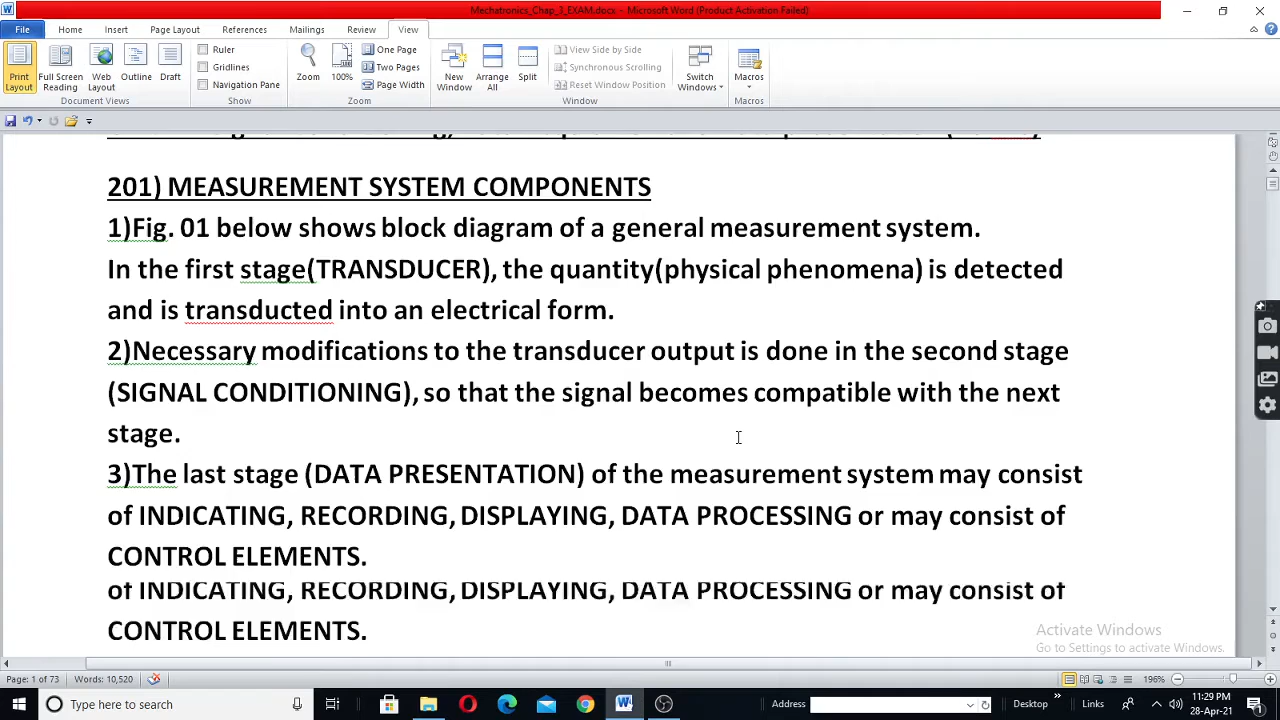 Mechatronics_Chap_3_EXAM.docx - Microsoft Word (Product Activation Failed)
File Home Insert Page Layout References Mailings Review View
Ruler One Page View Side by Side
Gridlines Two Pages Synchronous Scrolling
Navigation Pane Page Width Reset Window Position
Print Layout Full Screen Reading Web Layout Outline Draft Zoom 100% New Window Arrange All Split Switch Windows Macros
Document Views Show Zoom Window Macros
201) MEASUREMENT SYSTEM COMPONENTS
1)Fig. 01 below shows block diagram of a general measurement system.
In the first stage(TRANSDUCER), the quantity(physical phenomena) is detected
and is transducted into an electrical form.
2)Necessary modifications to the transducer output is done in the second stage
(SIGNAL CONDITIONING), so that the signal becomes compatible with the next
stage.
3)The last stage (DATA PRESENTATION) of the measurement system may consist
of INDICATING, RECORDING, DISPLAYING, DATA PROCESSING or may consist of
CONTROL ELEMENTS.
of INDICATING, RECORDING, DISPLAYING, DATA PROCESSING or may consist of
CONTROL ELEMENTS.
Activate Windows
Go to Settings to activate Windows.
Page: 1 of 73 Words: 10,520 196%
Type here to search Address Desktop Links 11:29 PM
28-Apr-21